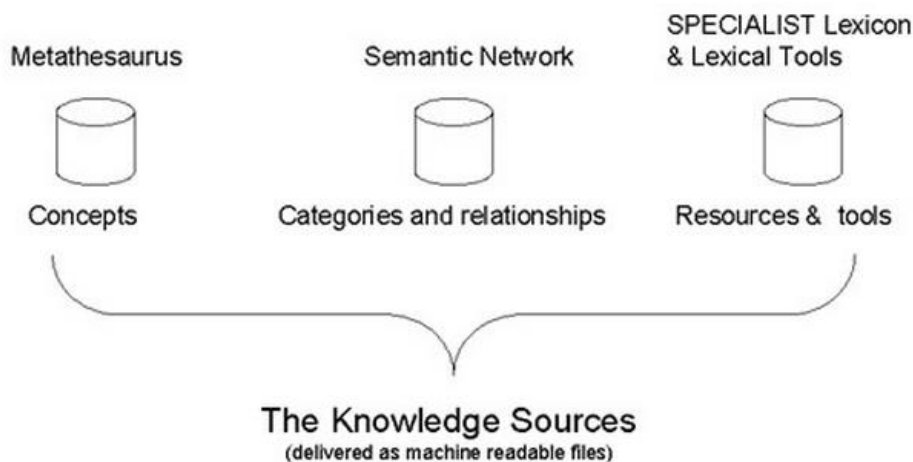 Metathesaurus
Semantic Network
SPECIALIST Lexicon
& Lexical Tools
Concepts
Categories and relationships
Resources & tools
The Knowledge Sources
(delivered as machine readable files)